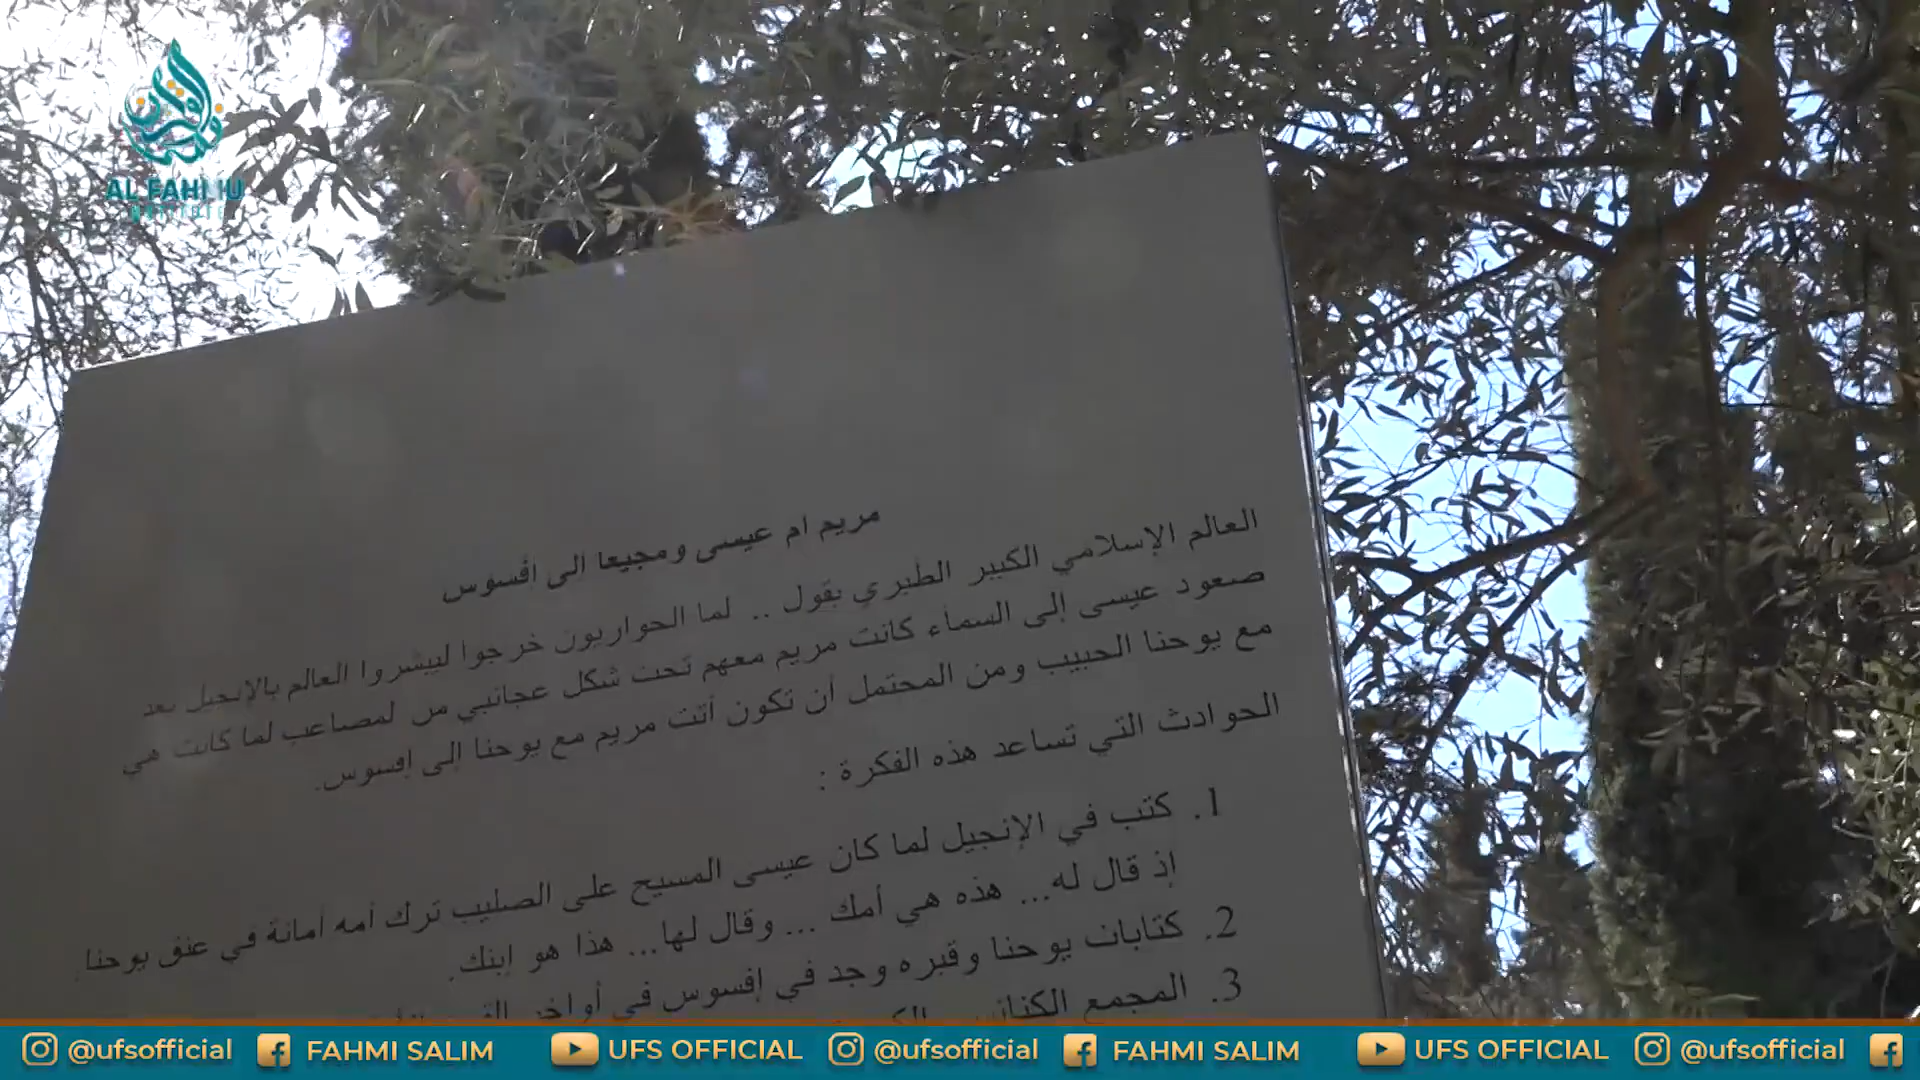 AL FAHMU
INSTITUTE
مريم ام عيسى ومجيعا الى افسوس
العالم الإسلامي الكبير الطبري يقول .. لما الحواريون خرجوا ليبشروا العالم بالإنجيل بعد
صعود عيسى إلى السماء كانت مريم معهم تحت شكل عجائبي من لمصاعب لما كانت هي
مع يوحنا الحبيب ومن المحتمل أن تكون أتت مريم مع يوحنا إلى إفسوس.
الحوادث التي تساعد هذه الفكرة :
1. كتب في الإنجيل لما كان عيسى المسيح على الصليب ترك أمه أمانة في عنق يوحنا.
إذ قال له... هذه هي أمك ... وقال لها... هذا هو إبنك.
2. كتابات يوحنا وقبره وجد في إفسوس في أواخر
3. المجمع
@ufsofficial FAHMI SALIM UFS OFFICIAL @ufsofficial FAHMI SALIM UFS OFFICIAL @ufsofficial